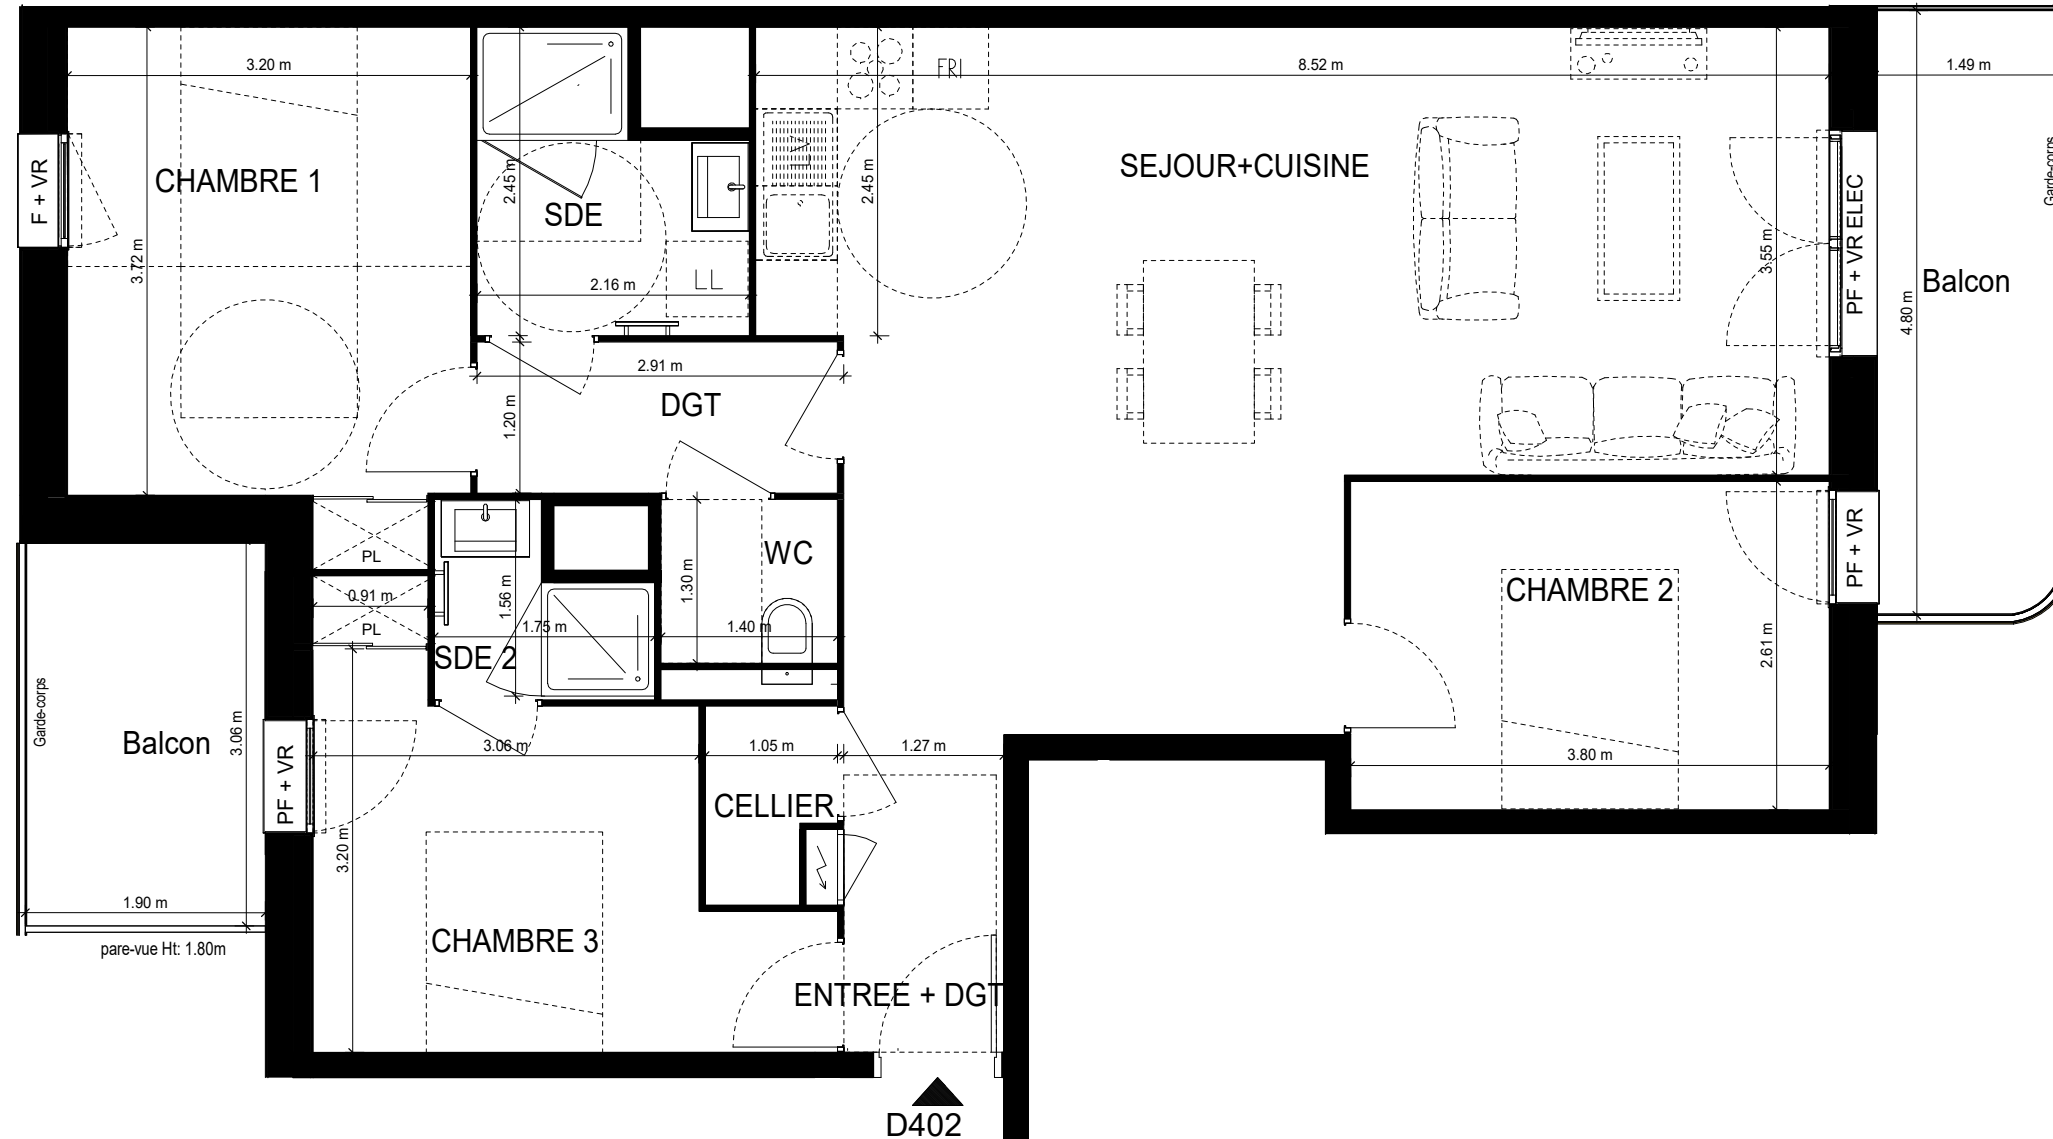 3.20 m
FRI
8.52 m
1.49 m
CHAMBRE 1
F + VR
2.45 m
SDE
LV
2.45 m
SEJOUR+CUISINE
PF + VR ELEC
Garde-corps
3.72 m
2.16 m
LL
3.55 m
4.80 m
Balcon
2.91 m
DGT
1.20 m
PL
0.91 m
PL
1.56 m
1.75 m
SDE 2
1.30 m
WC
1.40 m
CHAMBRE 2
PF + VR
2.61 m
3.80 m
Garde-corps
Balcon
3.06 m
PF + VR
3.06 m
1.05 m
1.27 m
CELLIER
3.20 m
1.90 m
pare-vue Ht: 1.80m
CHAMBRE 3
ENTREE + DGT
D402